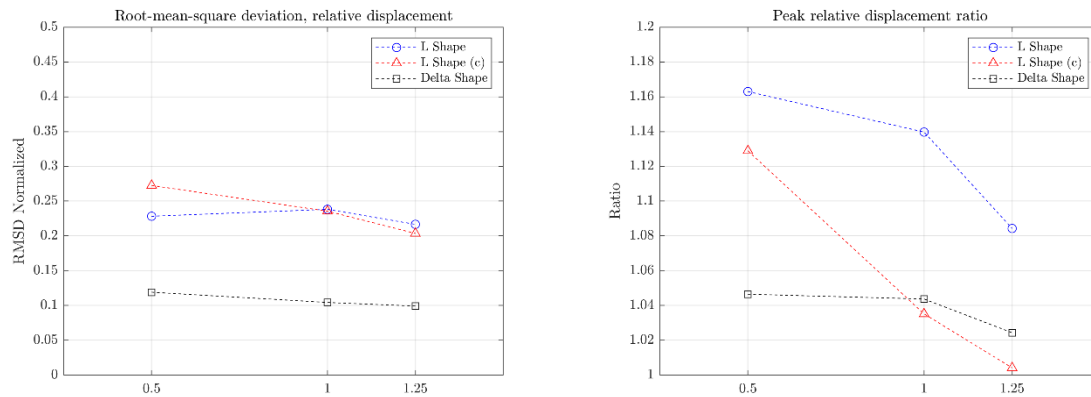 Root-mean-square deviation, relative displacement
0.5
0.45
0.4
0.35
0.3
0.25
0.2
0.15
0.1
0.05
0
RMSD Normalized
L Shape
L Shape (c)
Delta Shape
0.5
1
1.25
Peak relative displacement ratio
1.2
1.18
1.16
1.14
1.12
1.1
1.08
1.06
1.04
1.02
1
Ratio
L Shape
L Shape (c)
Delta Shape
0.5
1
1.25